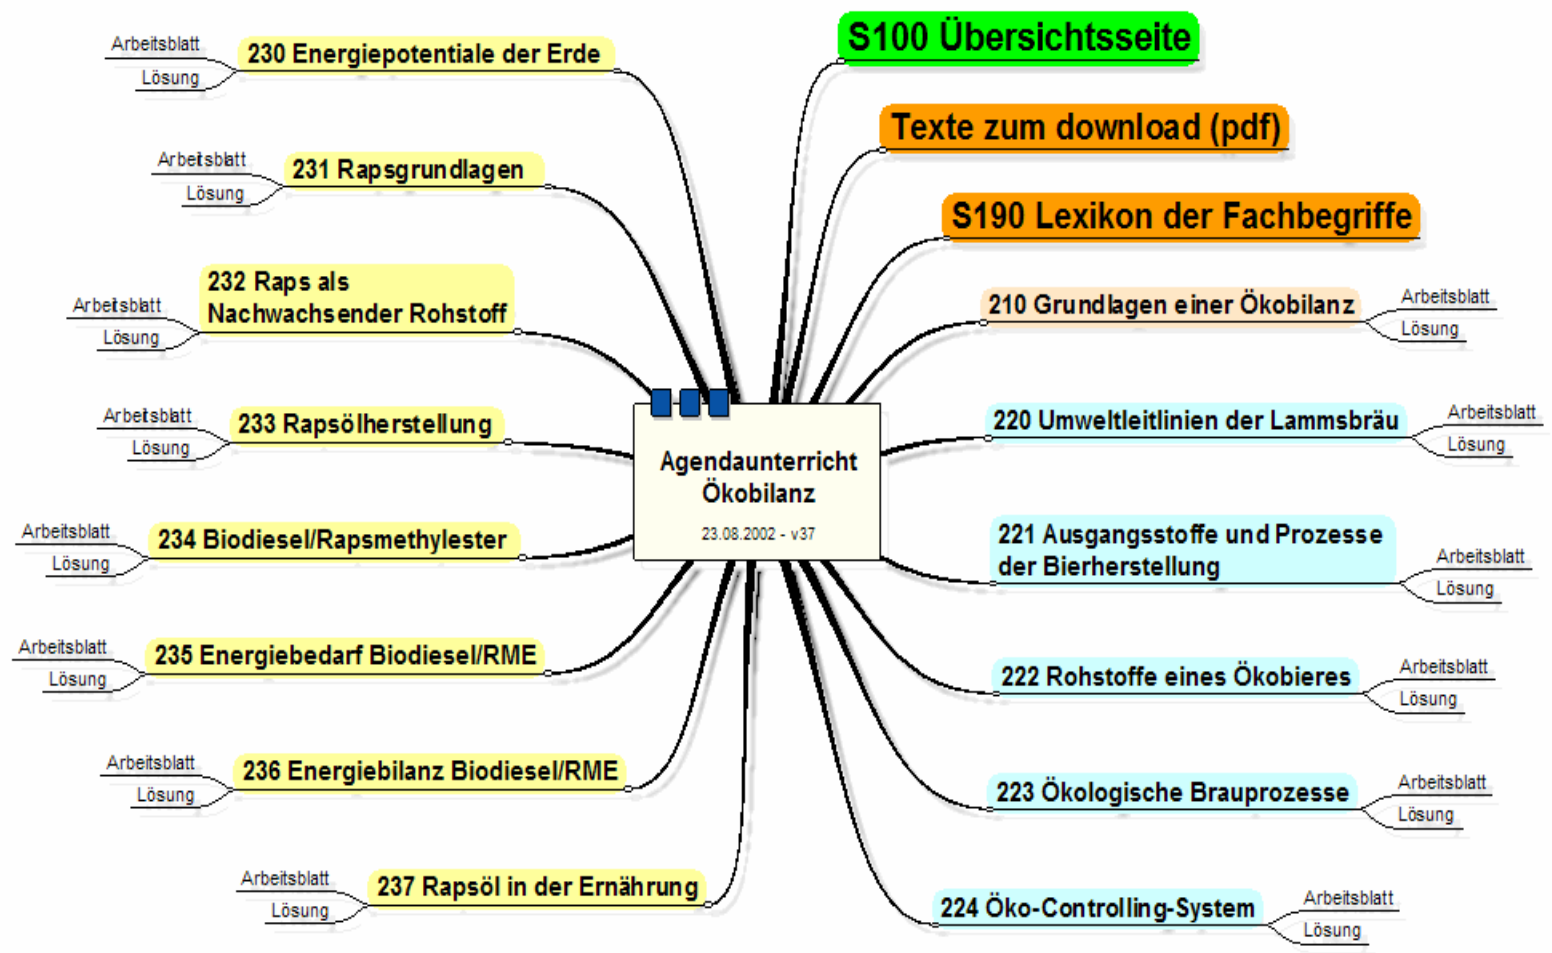 Agendaunterricht
Ökobilanz
23.08.2002 - v37
S100 Übersichtsseite
Texte zum download (pdf)
S190 Lexikon der Fachbegriffe
210 Grundlagen einer Ökobilanz
Arbeitsblatt
Lösung
220 Umweltleitlinien der Lammsbräu
Arbeitsblatt
Lösung
221 Ausgangsstoffe und Prozesse
der Bierherstellung
Arbeitsblatt
Lösung
222 Rohstoffe eines Ökobieres
Arbeitsblatt
Lösung
223 Ökologische Brauprozesse
Arbeitsblatt
Lösung
224 Öko-Controlling-System
Arbeitsblatt
Lösung
230 Energiepotentiale der Erde
Arbeitsblatt
Lösung
231 Rapsgrundlagen
Arbeitsblatt
Lösung
232 Raps als
Nachwachsender Rohstoff
Arbeitsblatt
Lösung
233 Rapsölherstellung
Arbeitsblatt
Lösung
234 Biodiesel/Rapsmethylester
Arbeitsblatt
Lösung
235 Energiebedarf Biodiesel/RME
Arbeitsblatt
Lösung
236 Energiebilanz Biodiesel/RME
Arbeitsblatt
Lösung
237 Rapsöl in der Ernährung
Arbeitsblatt
Lösung